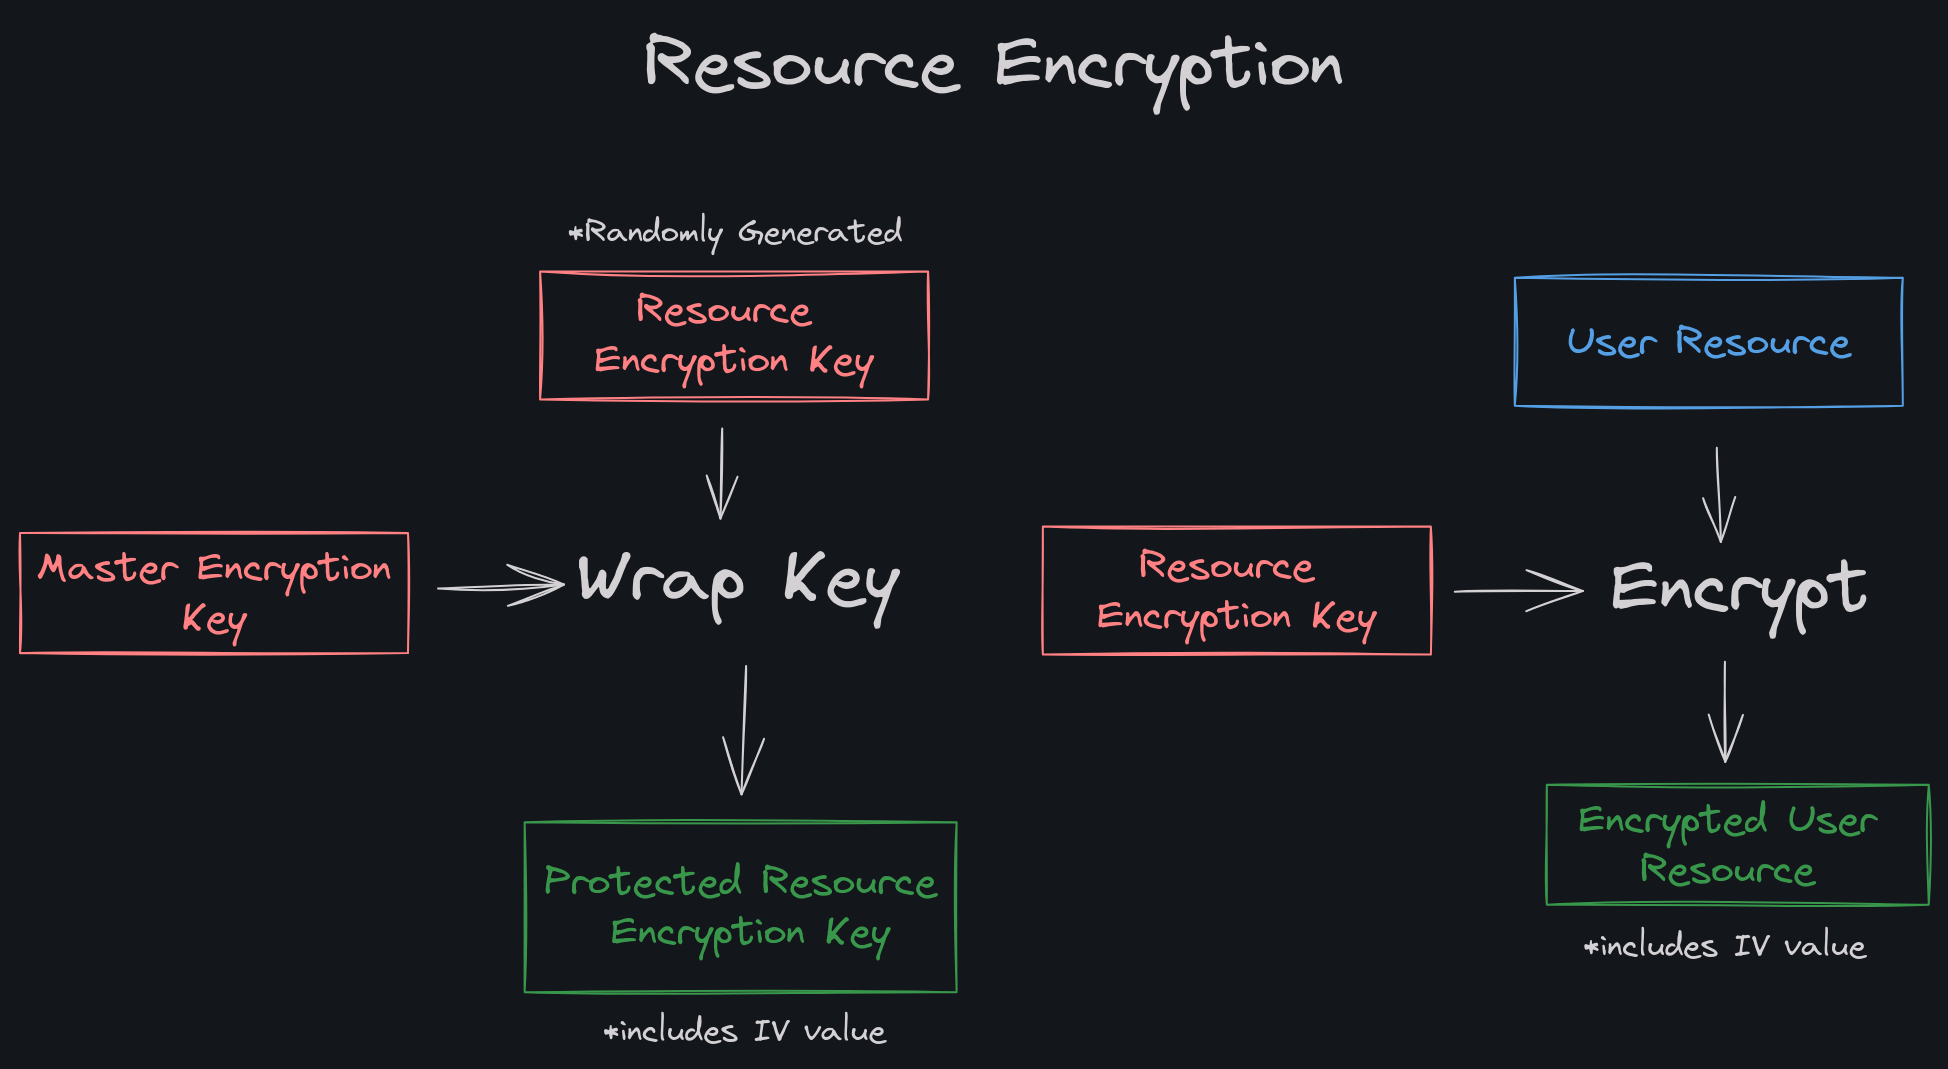 Resource Encryption
*Randomly Generated
Resource
Encryption Key
Master Encryption
Key
Wrap Key
Protected Resource
Encryption Key
*includes IV value
User Resource
Resource
Encryption Key
Encrypt
Encrypted User
Resource
*includes IV value